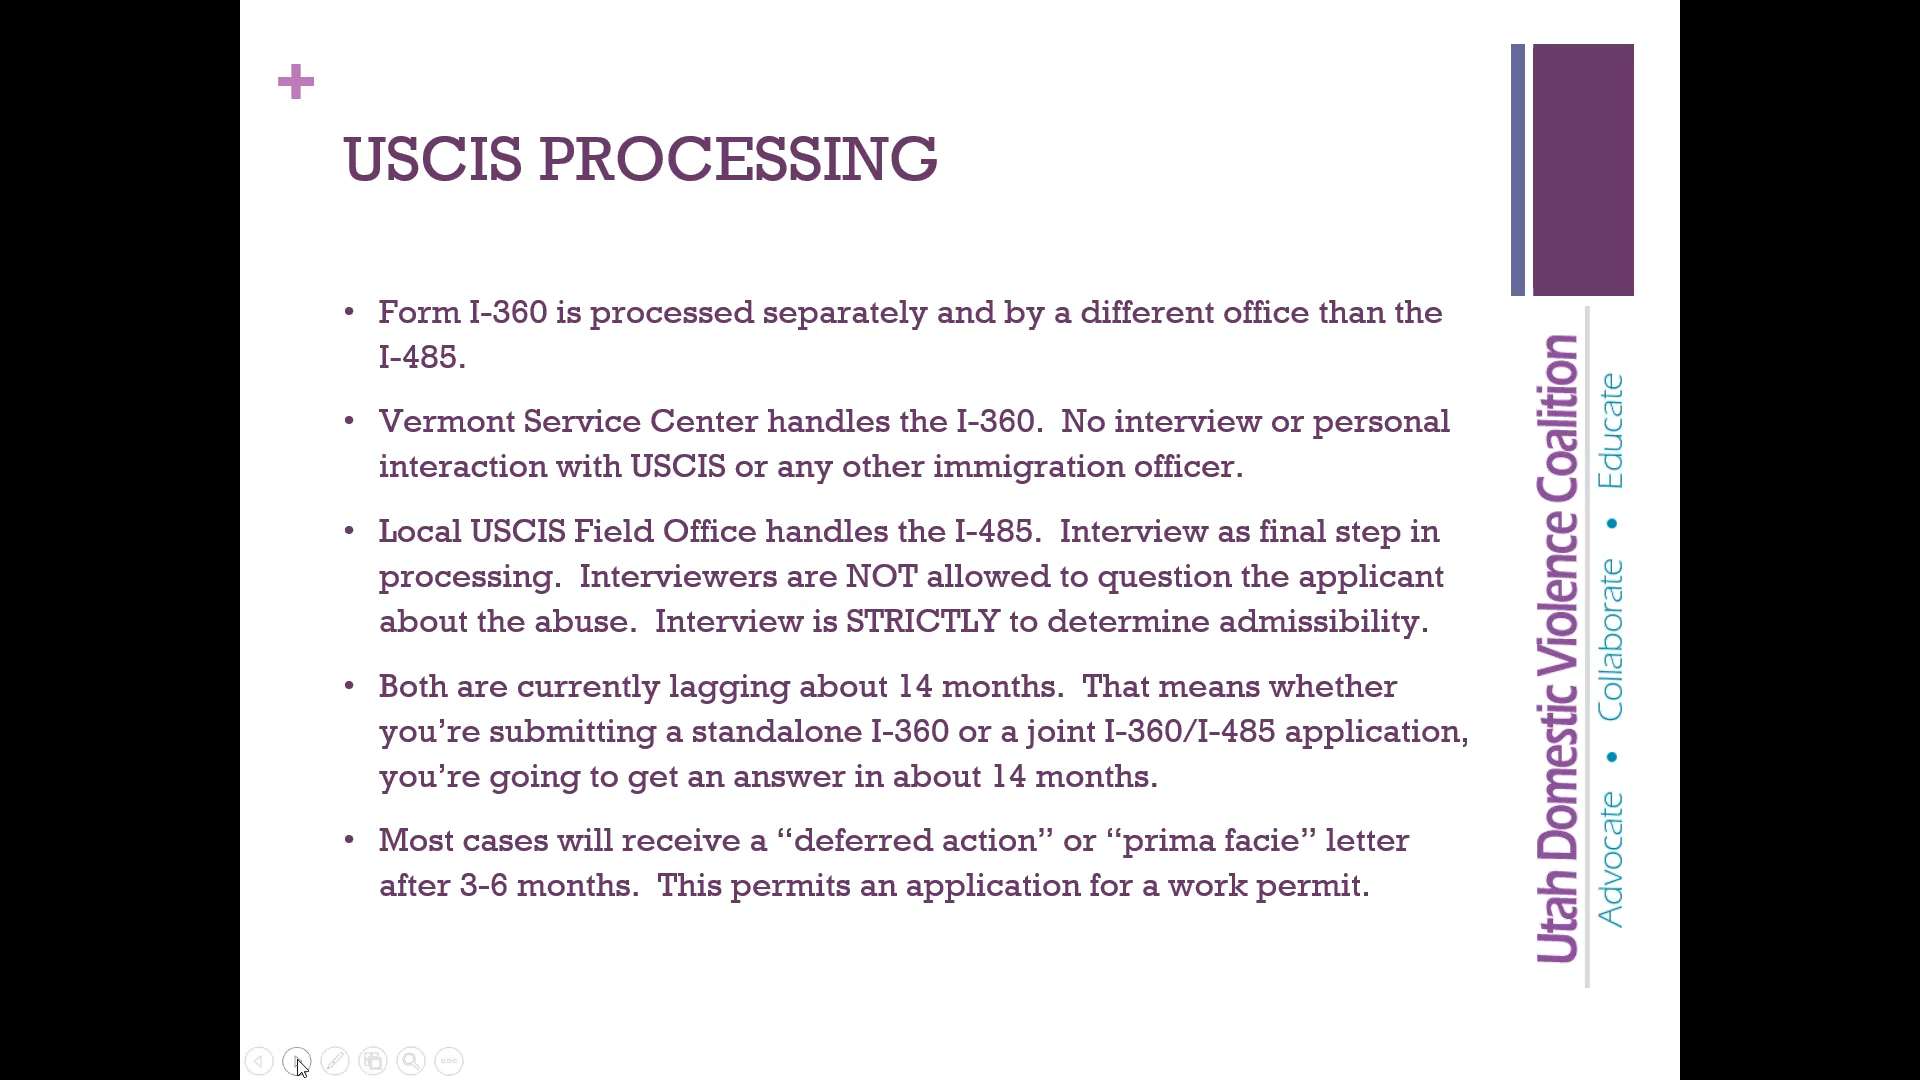 USCIS PROCESSING
• Form I-360 is processed separately and by a different office than the
I-485.
• Vermont Service Center handles the I-360.  No interview or personal
interaction with USCIS or any other immigration officer.
• Local USCIS Field Office handles the I-485.  Interview as final step in
processing.  Interviewers are NOT allowed to question the applicant
about the abuse.  Interview is STRICTLY to determine admissibility.
• Both are currently lagging about 14 months.  That means whether
you’re submitting a standalone I-360 or a joint I-360/I-485 application,
you’re going to get an answer in about 14 months.
• Most cases will receive a “deferred action” or “prima facie” letter
after 3-6 months.  This permits an application for a work permit.
Utah Domestic Violence Coalition
Advocate • Collaborate • Educate